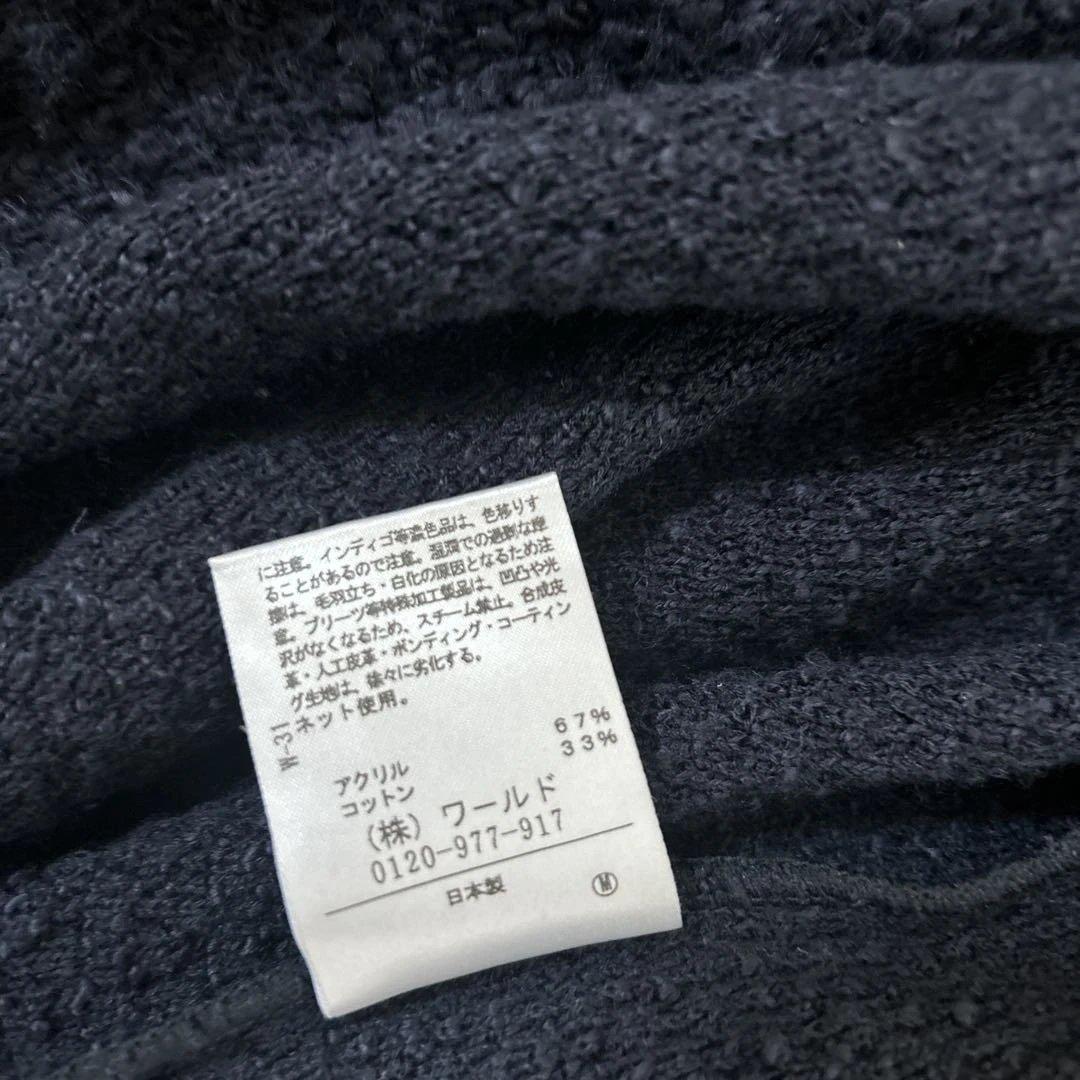 に注意。インディゴ等濃色品は、色移りす
ることがあるので注意。湿潤での過剰な摩
擦は、毛羽立ち・白化の原因となるため注
意。プリーツ等特殊加工製品は、凹凸や光
沢がなくなるため、スチーム禁止。合成皮
革・人工皮革・ボンディング・コーティン
グ生地は、徐々に劣化する。
ネット使用。
W-31
アクリル 67%
コットン 33%
(株) ワールド
0120-977-917
日本製 M